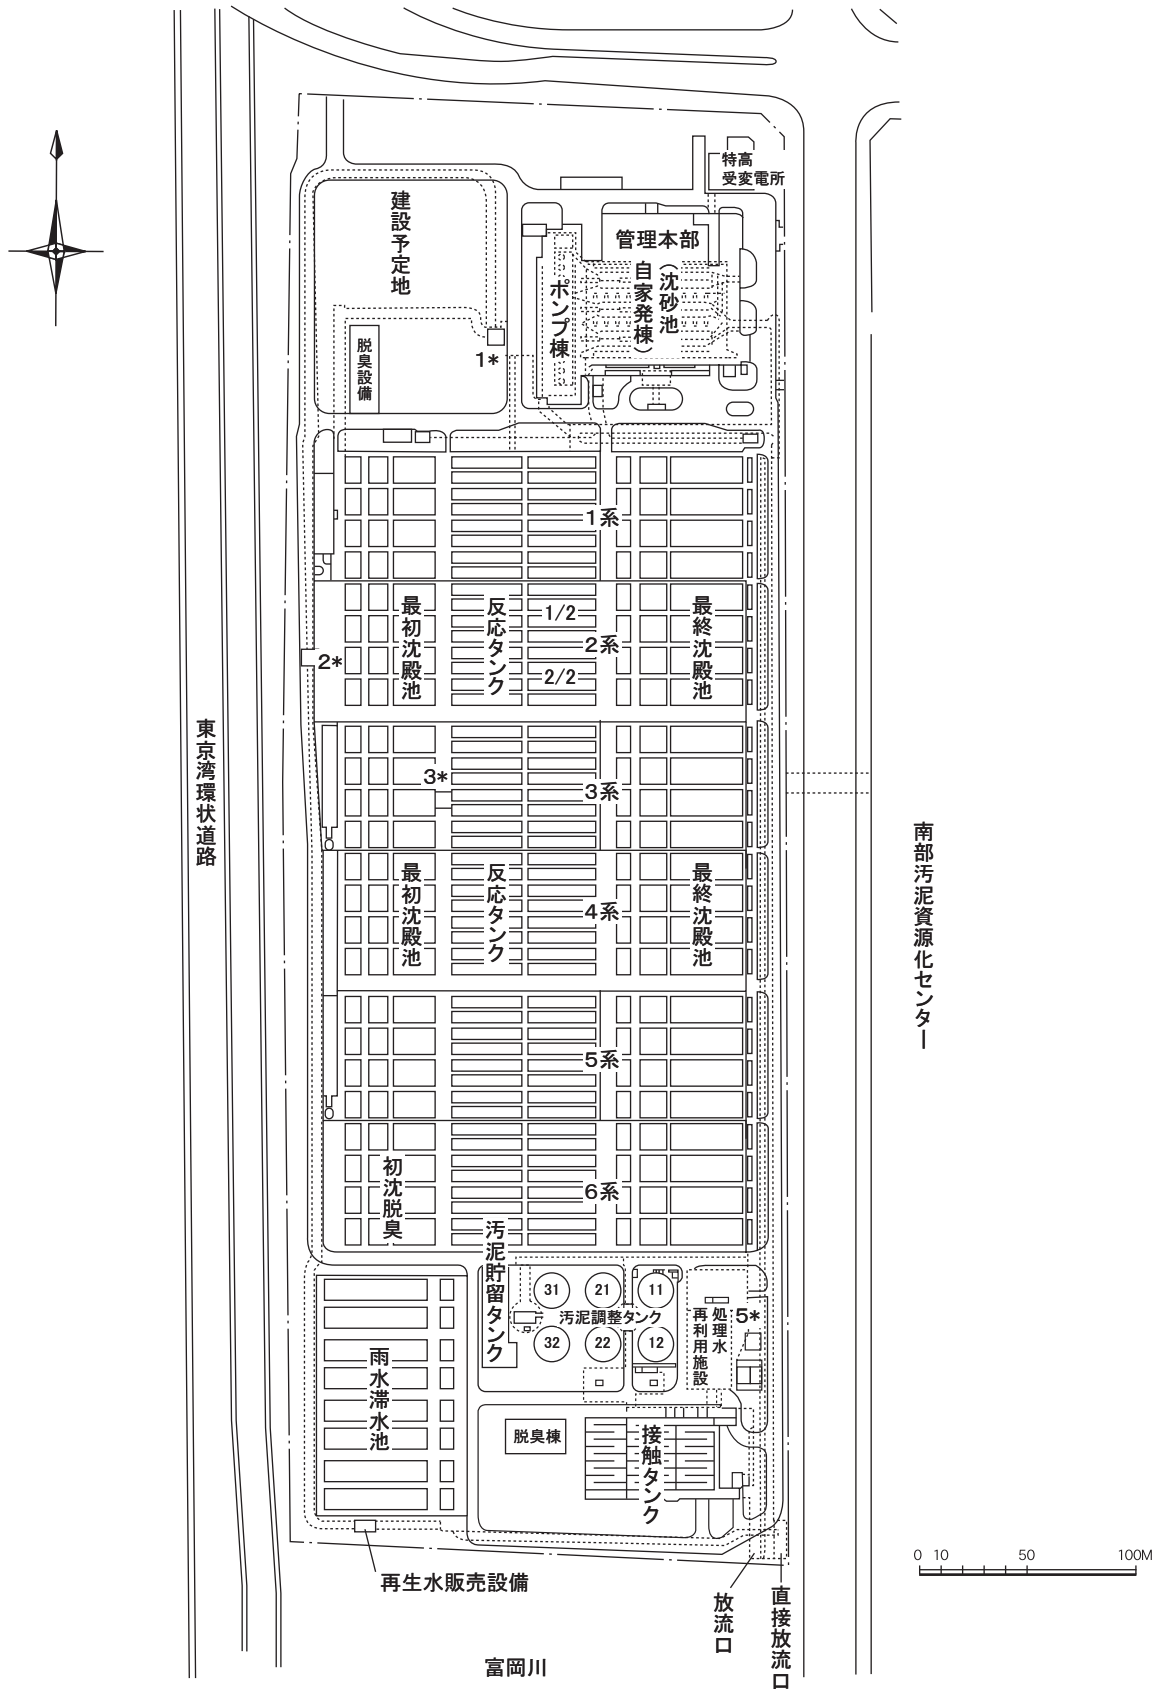 特高
受変電所
建設予定地
管理本部
(沈砂池)
自家発棟
ポンプ棟
脱臭設備
1*
1系
最初沈殿池
反応タンク
1/2
2系
2/2
最終沈殿池
2*
東京湾環状道路
3*
3系
南部汚泥資源化センター
最初沈殿池
反応タンク
4系
最終沈殿池
5系
初沈脱臭
6系
汚泥貯留タンク
31
21
11
汚泥調整タンク
32
22
12
処理水
再利用施設
5*
雨水滞水池
脱臭棟
接触タンク
0 10 50 100M
再生水販売設備
放流口
直接放流口
富岡川